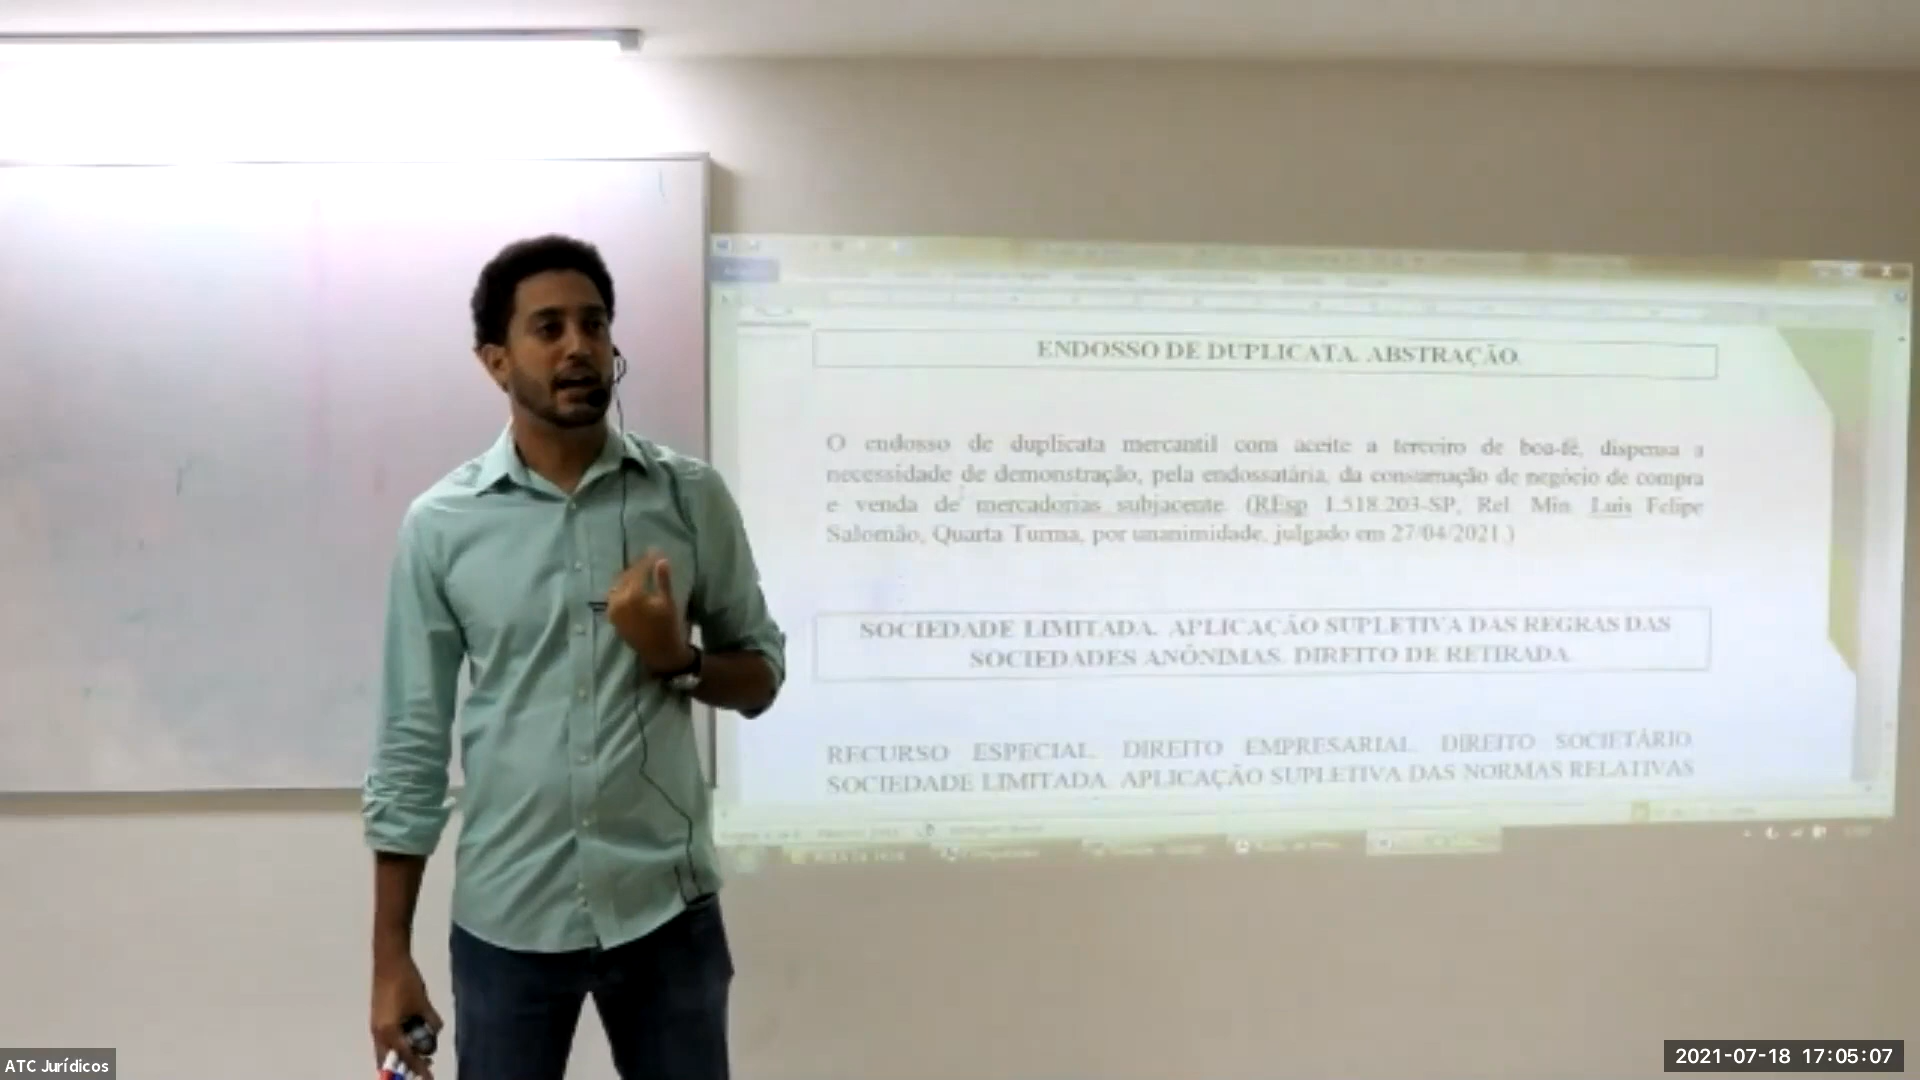 ENDOSSO DE DUPLICATA. ABSTRAÇÃO.
O endosso de duplicata mercantil com aceite a terceiro de boa-fé, dispensa a
necessidade de demonstração, pela endossatária, da consumação de negócio de compra
e venda de mercadorias subjacente. (REsp 1.518.203-SP, Rel. Min. Luis Felipe
Salomão, Quarta Turma, por unanimidade, julgado em 27/04/2021.)
SOCIEDADE LIMITADA. APLICAÇÃO SUPLETIVA DAS REGRAS DAS
SOCIEDADES ANÔNIMAS. DIREITO DE RETIRADA.
RECURSO ESPECIAL. DIREITO EMPRESARIAL. DIREITO SOCIETÁRIO.
SOCIEDADE LIMITADA. APLICAÇÃO SUPLETIVA DAS NORMAS RELATIVAS
ATC Jurídicos
2021-07-18 17:05:07